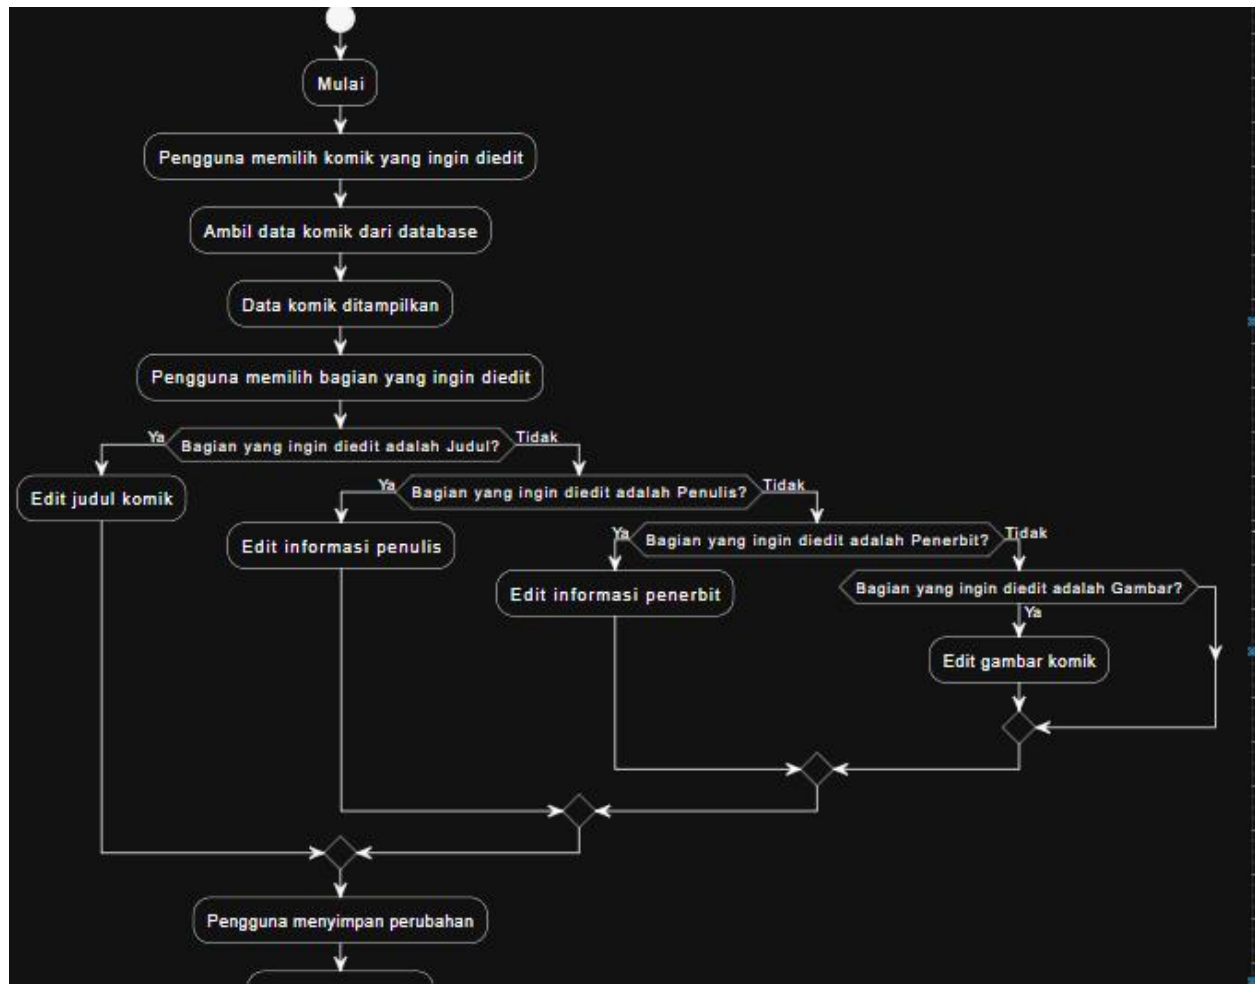 Mulai
Pengguna memilih komik yang ingin diedit
Ambil data komik dari database
Data komik ditampilkan
Pengguna memilih bagian yang ingin diedit
Ya
Bagian yang ingin diedit adalah Judul?
Tidak
Edit judul komik
Ya
Bagian yang ingin diedit adalah Penulis?
Tidak
Edit informasi penulis
Ya
Bagian yang ingin diedit adalah Penerbit?
Tidak
Edit informasi penerbit
Bagian yang ingin diedit adalah Gambar?
Ya
Edit gambar komik
Pengguna menyimpan perubahan